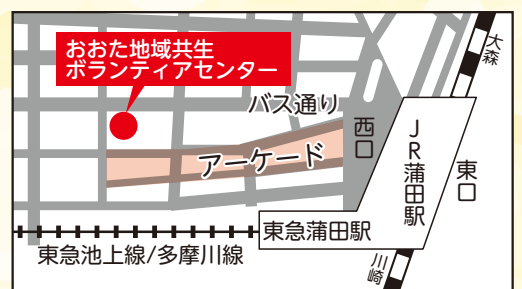 おおた地域共生
ボランティアセンター
大森
バス通り
西口
JR蒲田駅
東口
アーケード
東急蒲田駅
東急池上線/多摩川線
川崎